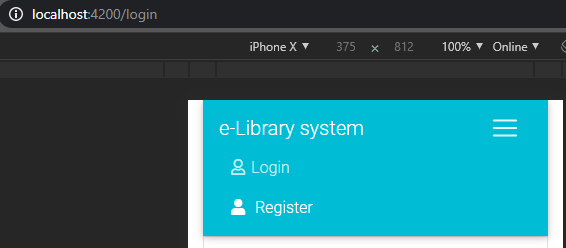 localhost:4200/login
iPhone X ▼ 375 × 812 100% ▼ Online ▼
e-Library system
Login
Register